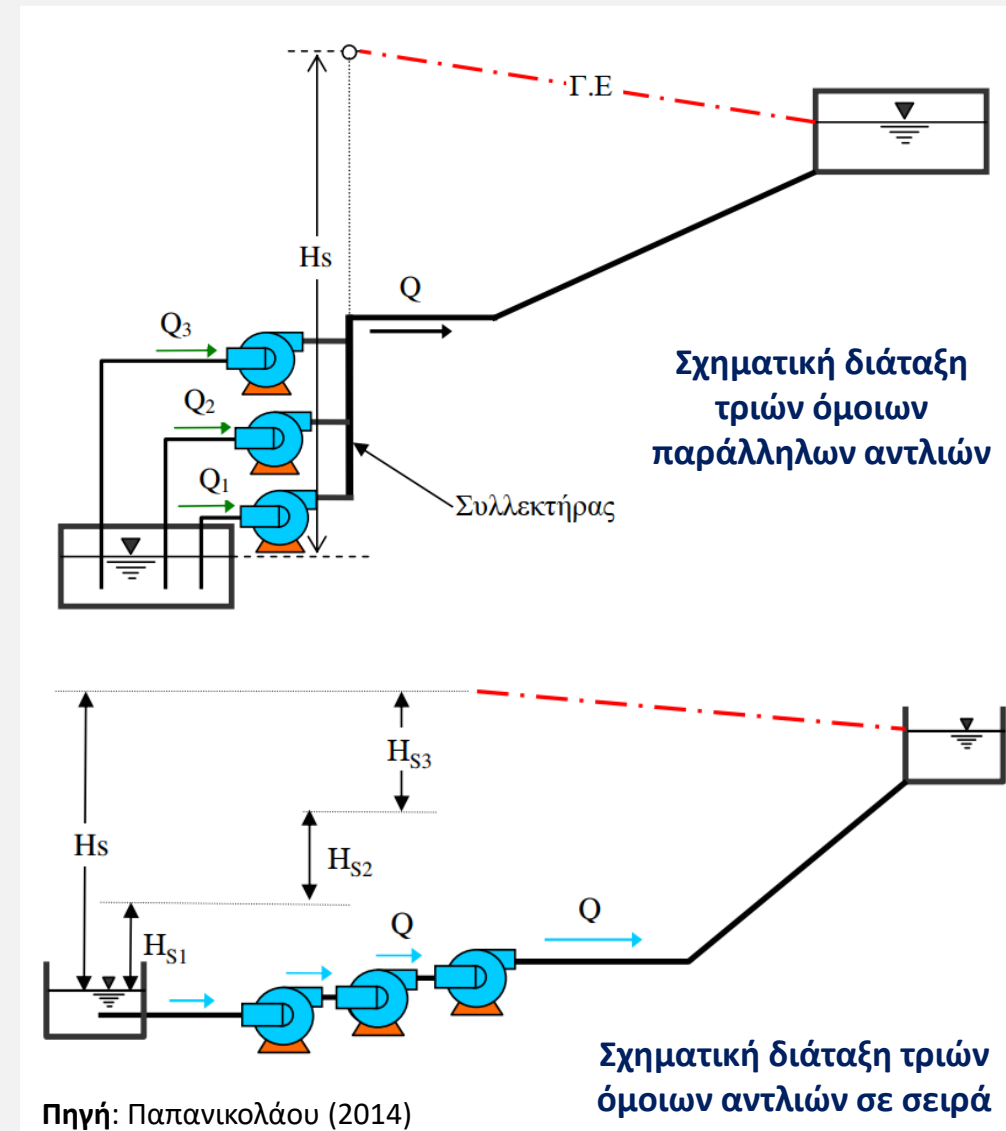 Γ.Ε
Hs
Q
Q3
Q2
Q1
Συλλεκτήρας
Σχηματική διάταξη
τριών όμοιων
παράλληλων αντλιών
Hs
HS3
HS2
HS1
Q
Q
Σχηματική διάταξη τριών
όμοιων αντλιών σε σειρά
Πηγή: Παπανικολάου (2014)